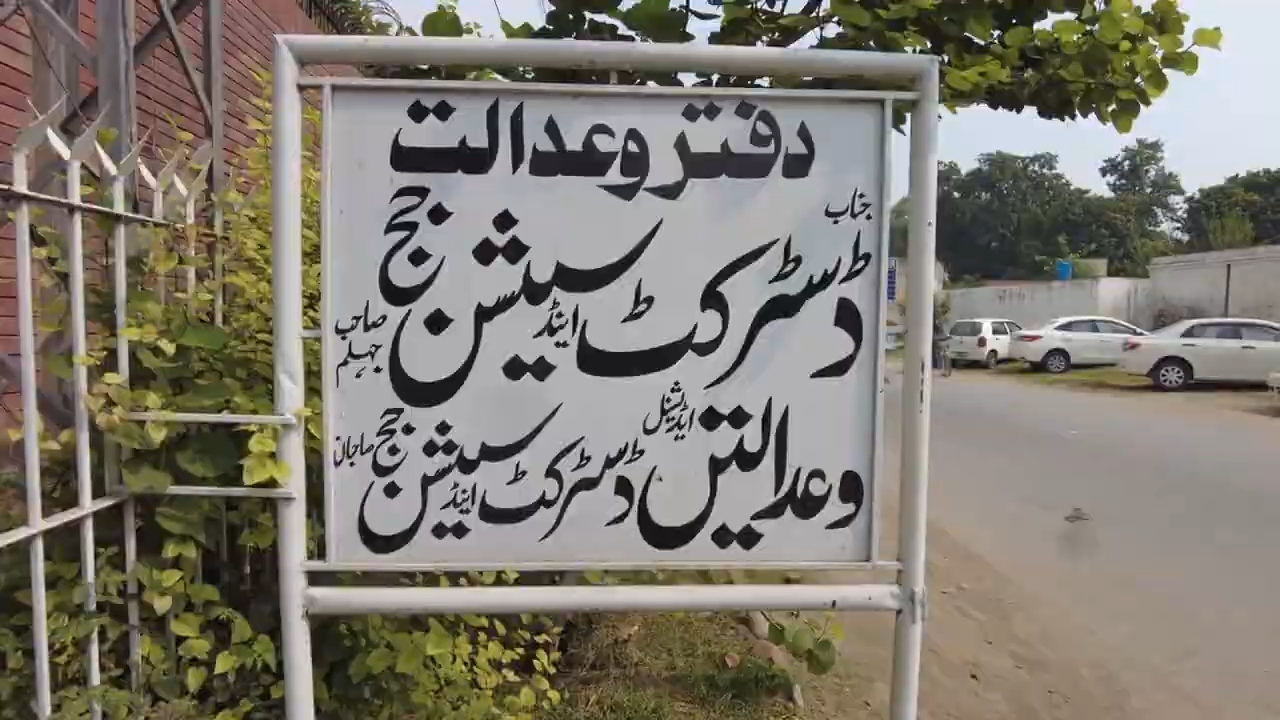 دفتر وعدالت
جناب ڈسٹرکٹ اینڈ سیشن جج صاحب جہلم
وعدالتیں ایڈیشنل ڈسٹرکٹ اینڈ سیشن جج صاحبان